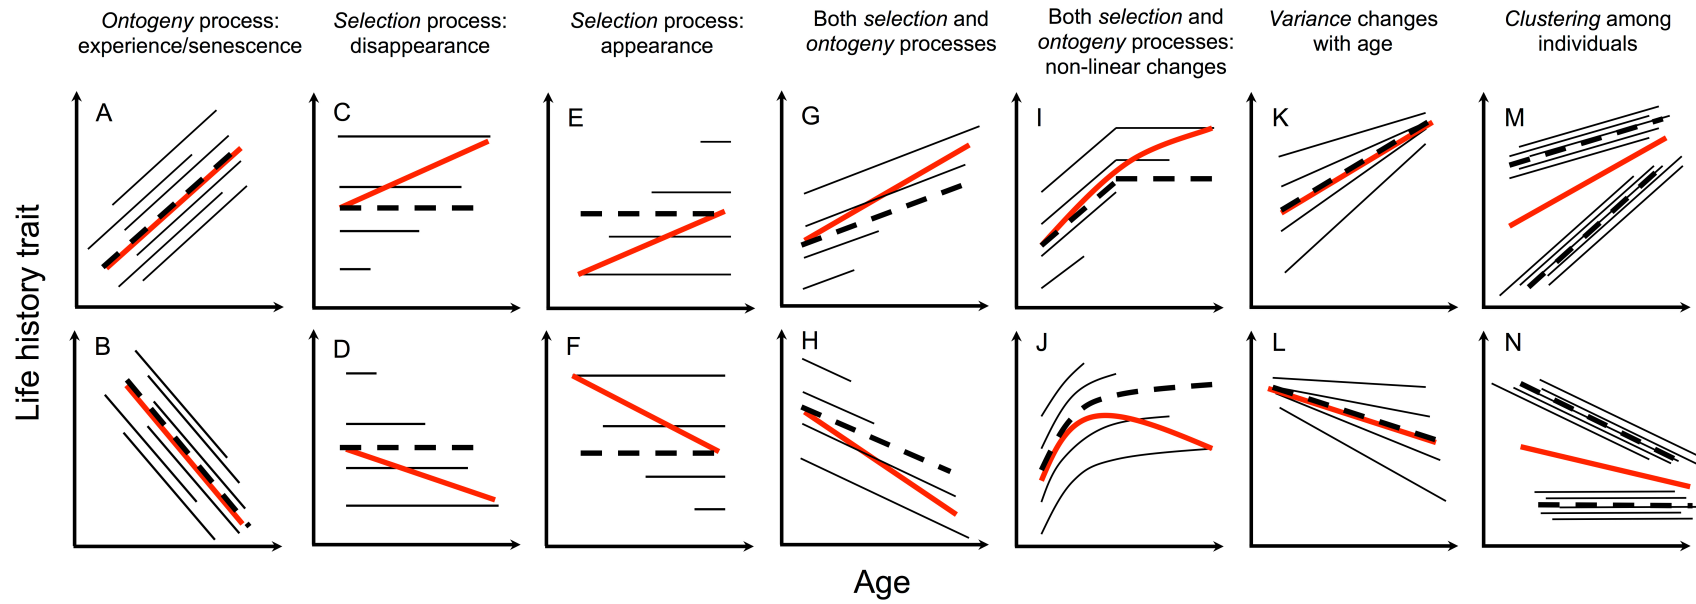 Ontogeny process:
experience/senescence
Selection process:
disappearance
Selection process:
appearance
Both selection and
ontogeny processes
Both selection and
ontogeny processes:
non-linear changes
Variance changes
with age
Clustering among
individuals
A
C
E
G
I
K
M
B
D
F
H
J
L
N
Life history trait
Age